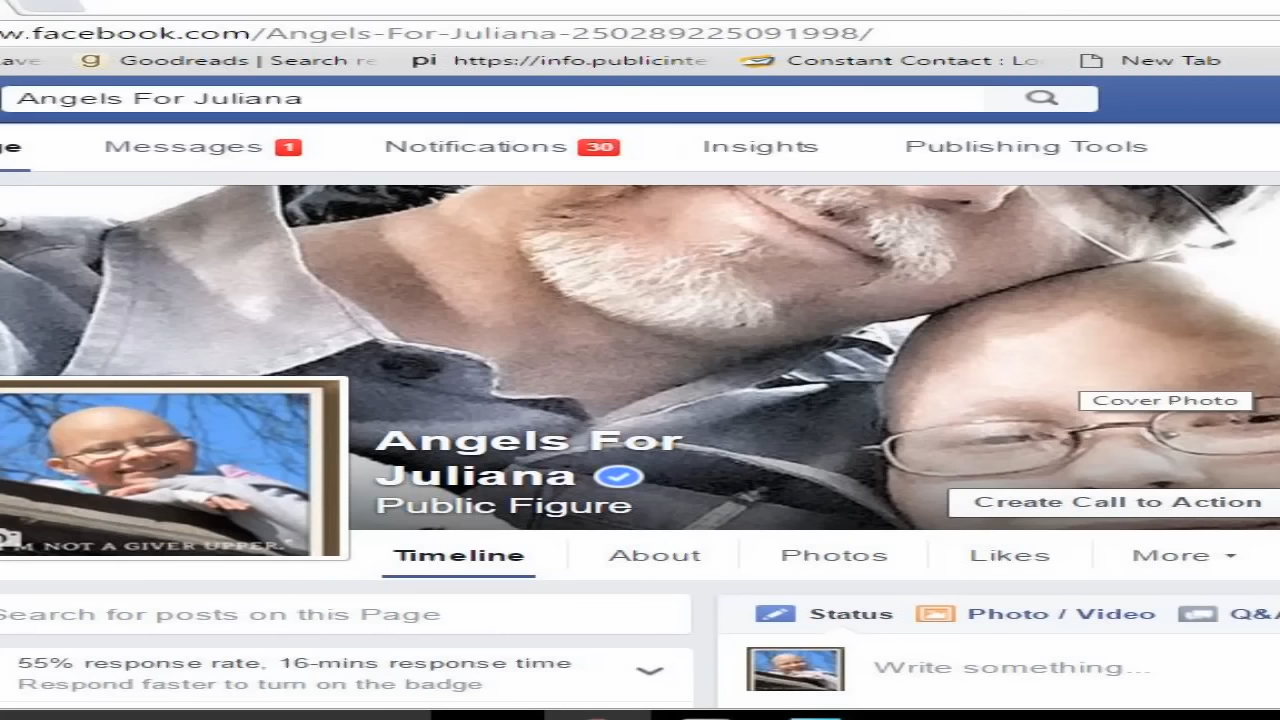 w.facebook.com/Angels-For-Juliana-250289225091998/
ave Goodreads | Search re pi https://info.publicinte Constant Contact : Lo New Tab
Angels For Juliana
ge Messages 1 Notifications 30 Insights Publishing Tools
Cover Photo
Angels For
Juliana
Public Figure
Create Call to Action
M NOT A GIVER UPPER."
Timeline About Photos Likes More
Search for posts on this Page
Status Photo / Video Q&A
55% response rate, 16-mins response time
Respond faster to turn on the badge
Write something...